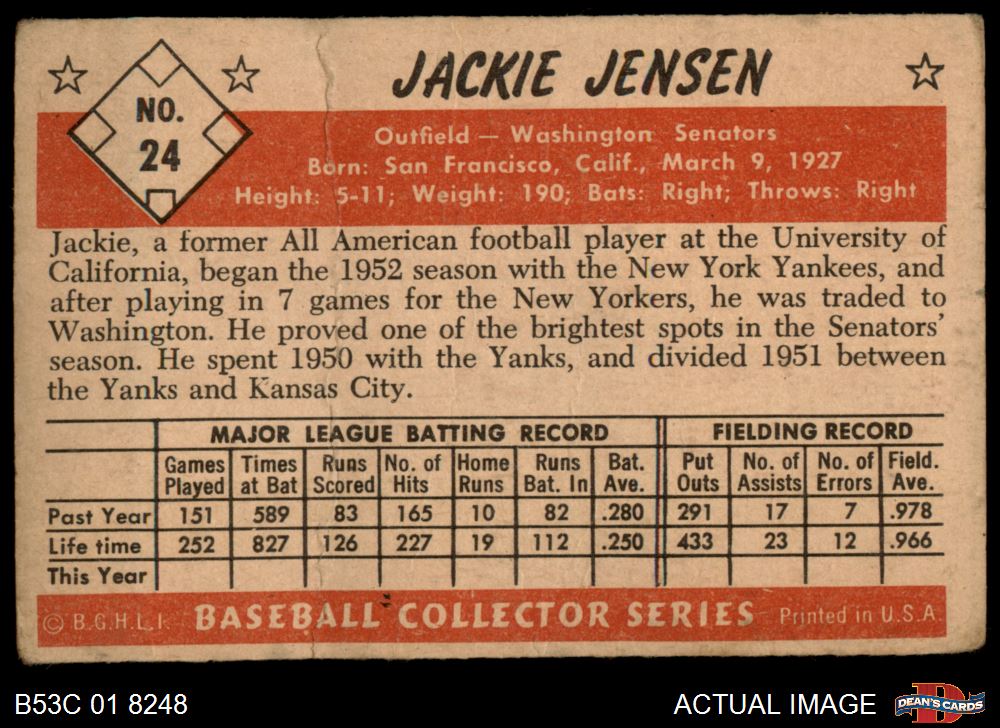 NO.
24
JACKIE JENSEN
Outfield — Washington Senators
Born: San Francisco, Calif., March 9, 1927
Height: 5-11; Weight: 190; Bats: Right; Throws: Right
Jackie, a former All American football player at the University of
California, began the 1952 season with the New York Yankees, and
after playing in 7 games for the New Yorkers, he was traded to
Washington. He proved one of the brightest spots in the Senators'
season. He spent 1950 with the Yanks, and divided 1951 between
the Yanks and Kansas City.
MAJOR LEAGUE BATTING RECORD FIELDING RECORD
Games Times Runs No. of Home Runs Bat. Put No. of No. of Field.
Played at Bat Scored Hits Runs Bat. In Ave. Outs Assists Errors Ave.
Past Year 151 589 83 165 10 82 .280 291 17 7 .978
Life time 252 827 126 227 19 112 .250 433 23 12 .966
This Year
© B.G.H.L.I. BASEBALL COLLECTOR SERIES Printed in U.S.A.
B53C 01 8248 ACTUAL IMAGE DEAN'S CARDS